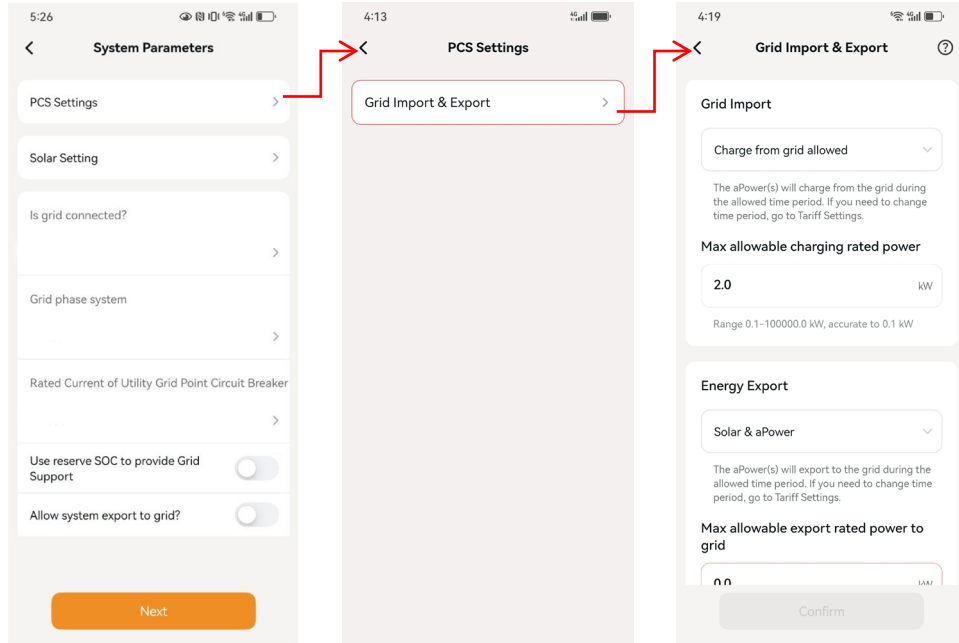 5:26
System Parameters
PCS Settings
Solar Setting
Is grid connected?
Grid phase system
Rated Current of Utility Grid Point Circuit Breaker
Use reserve SOC to provide Grid
Support
Allow system export to grid?
Next
4:13
PCS Settings
Grid Import & Export
4:19
Grid Import & Export
Grid Import
Charge from grid allowed
The aPower(s) will charge from the grid during
the allowed time period. If you need to change
time period, go to Tariff Settings.
Max allowable charging rated power
2.0 kW
Range 0.1-100000.0 kW, accurate to 0.1 kW
Energy Export
Solar & aPower
The aPower(s) will export to the grid during the
allowed time period. If you need to change time
period, go to Tariff Settings.
Max allowable export rated power to
grid
0.0 kW
Confirm